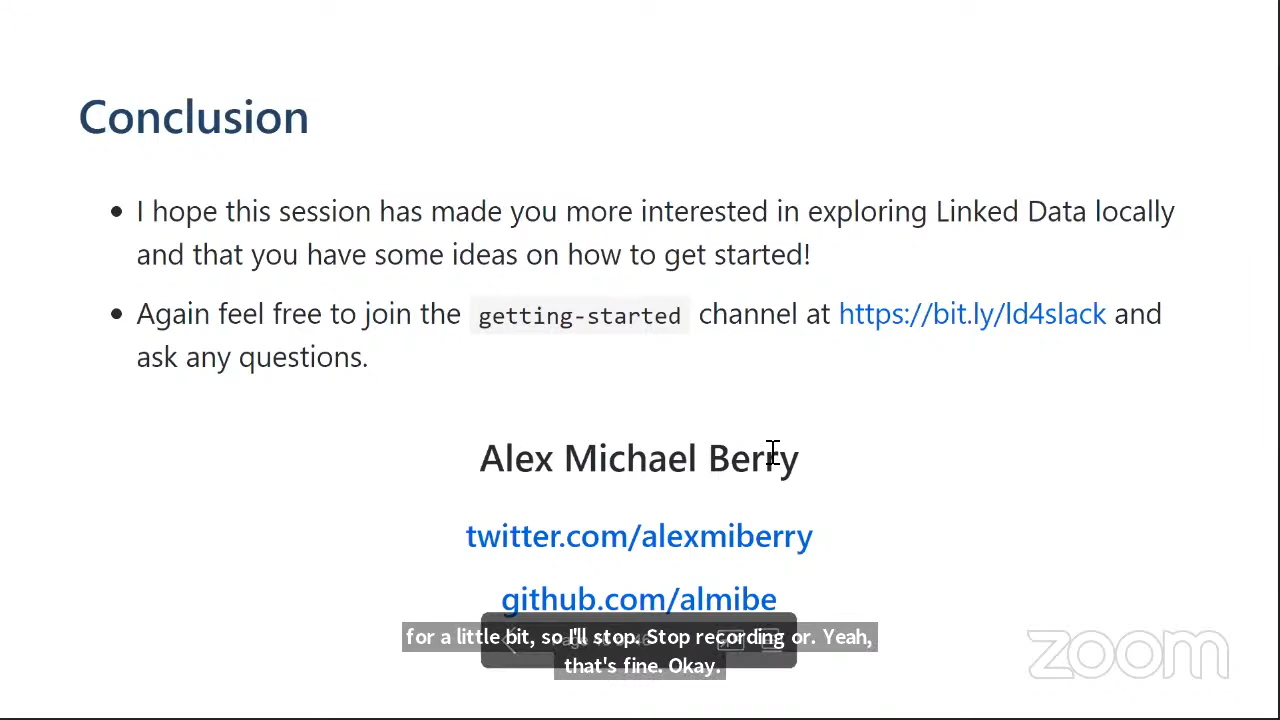 Conclusion
I hope this session has made you more interested in exploring Linked Data locally
and that you have some ideas on how to get started!
Again feel free to join the getting-started channel at https://bit.ly/ld4slack and
ask any questions.
Alex Michael Berry
twitter.com/alexmiberry
github.com/almibe
for a little bit, so I'll stop. Stop recording or. Yeah,
that's fine. Okay.
zoom